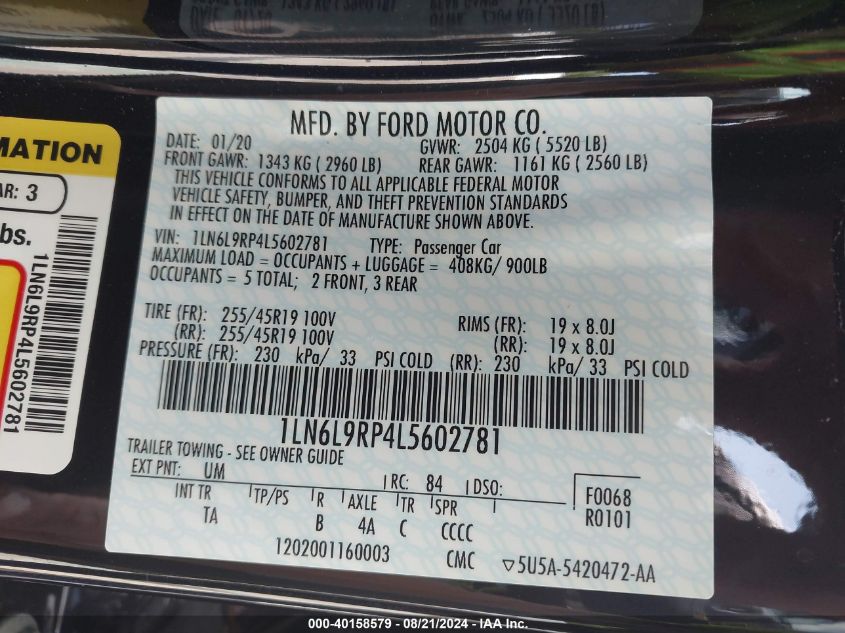 MFD. BY FORD MOTOR CO.
DATE: 01/20 GVWR: 2504 KG ( 5520 LB)
FRONT GAWR: 1343 KG ( 2960 LB) REAR GAWR: 1161 KG ( 2560 LB)
THIS VEHICLE CONFORMS TO ALL APPLICABLE FEDERAL MOTOR
VEHICLE SAFETY, BUMPER, AND THEFT PREVENTION STANDARDS
IN EFFECT ON THE DATE OF MANUFACTURE SHOWN ABOVE.
VIN: 1LN6L9RP4L5602781 TYPE: Passenger Car
MAXIMUM LOAD = OCCUPANTS + LUGGAGE = 408KG/ 900LB
OCCUPANTS = 5 TOTAL; 2 FRONT, 3 REAR
TIRE (FR): 255/45R19 100V RIMS (FR): 19 x 8.0J
(RR): 255/45R19 100V (RR): 19 x 8.0J
PRESSURE (FR): 230 kPa/ 33 PSI COLD (RR): 230 kPa/ 33 PSI COLD
1LN6L9RP4L5602781
TRAILER TOWING - SEE OWNER GUIDE
EXT PNT: UM RC: 84 DSO: F0068
INT TR TP/PS R AXLE TR SPR R0101
TA B 4A C CCCC
1202001160003 CMC ▽5U5A-5420472-AA
MATION
AR: 3
bs.
1LN6L9RP4L5602781
000-40158579 - 08/21/2024 - IAA Inc.